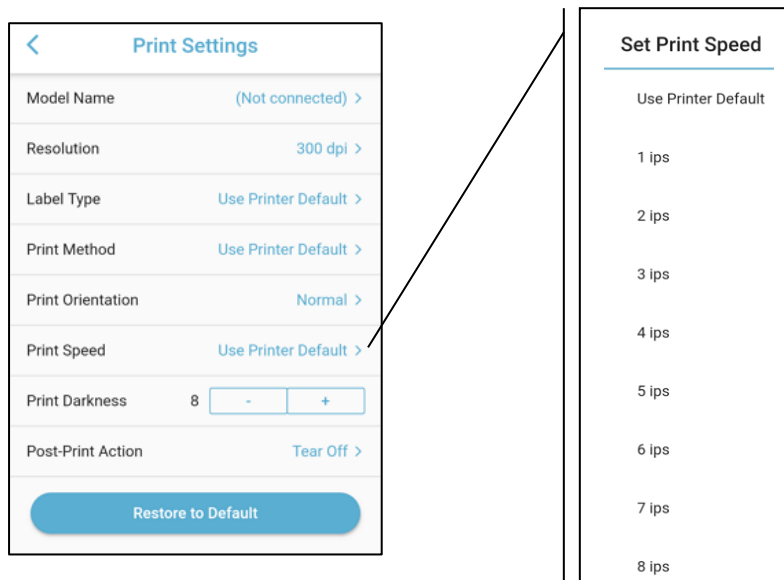 Print Settings
Model Name (Not connected) >
Resolution 300 dpi >
Label Type Use Printer Default >
Print Method Use Printer Default >
Print Orientation Normal >
Print Speed Use Printer Default >
Print Darkness 8 - +
Post-Print Action Tear Off >
Restore to Default
Set Print Speed
Use Printer Default
1 ips
2 ips
3 ips
4 ips
5 ips
6 ips
7 ips
8 ips